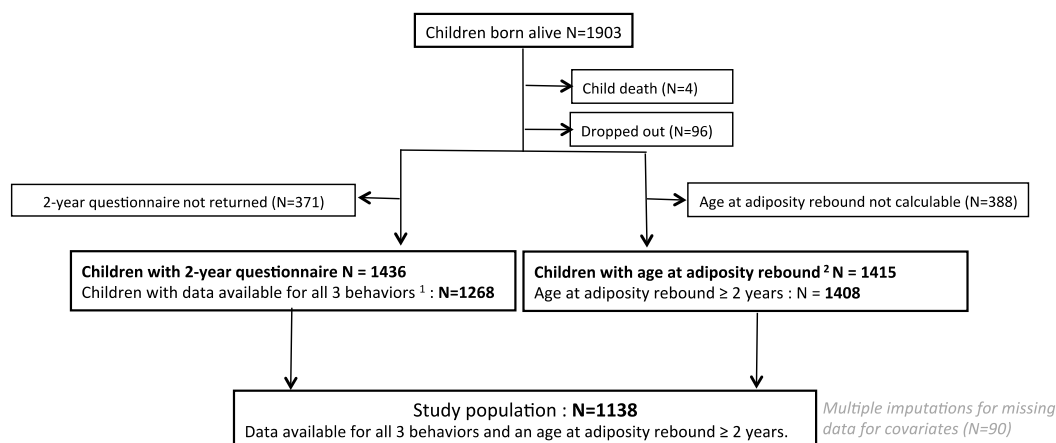 Children born alive N=1903
Child death (N=4)
Dropped out (N=96)
2-year questionnaire not returned (N=371)
Age at adiposity rebound not calculable (N=388)
Children with 2-year questionnaire N = 1436
Children with data available for all 3 behaviors ¹ : N=1268
Children with age at adiposity rebound ² N = 1415
Age at adiposity rebound ≥ 2 years : N = 1408
Study population : N=1138
Data available for all 3 behaviors and an age at adiposity rebound ≥ 2 years.
Multiple imputations for missing
data for covariates (N=90)